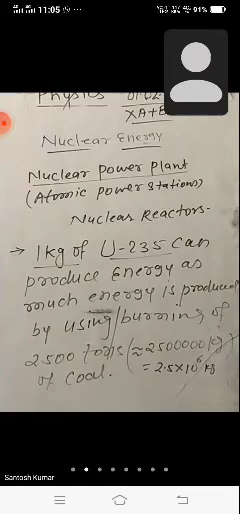 11:05
91%
Physics
XA+B
Nuclear Energy
Nuclear power plant
(Atomic power stations)
Nuclear Reactors-
→ 1kg of U-235 can
produce Energy as
much energy is produced
by using/burning of
2500 tons (≈2500000kg)
of coal. = 2.5×10⁶ kg
Santosh Kumar